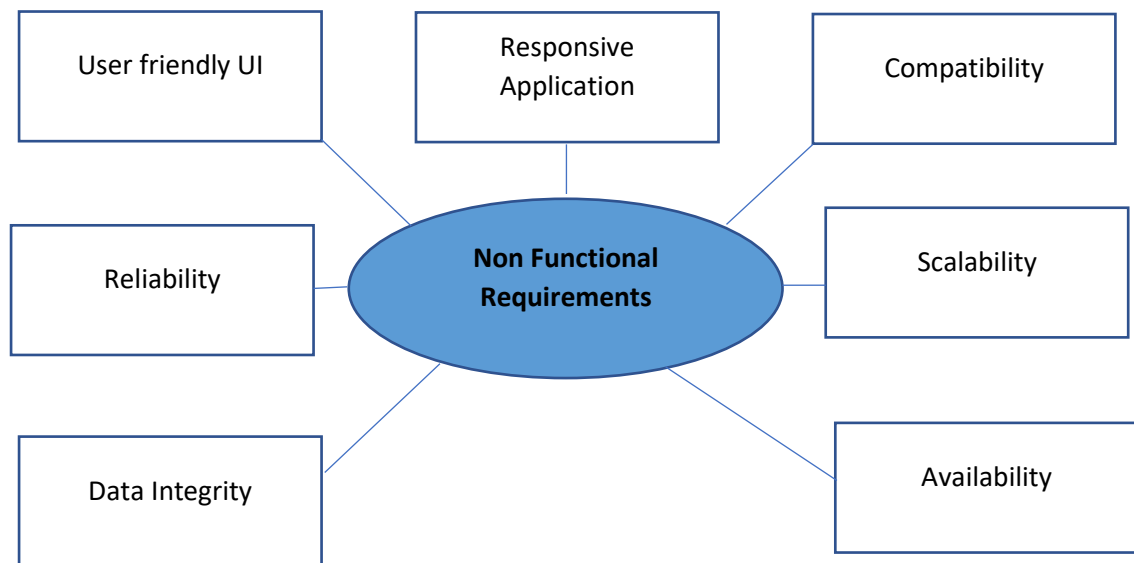 User friendly UI
Responsive
Application
Compatibility
Non Functional
Requirements
Reliability
Scalability
Data Integrity
Availability